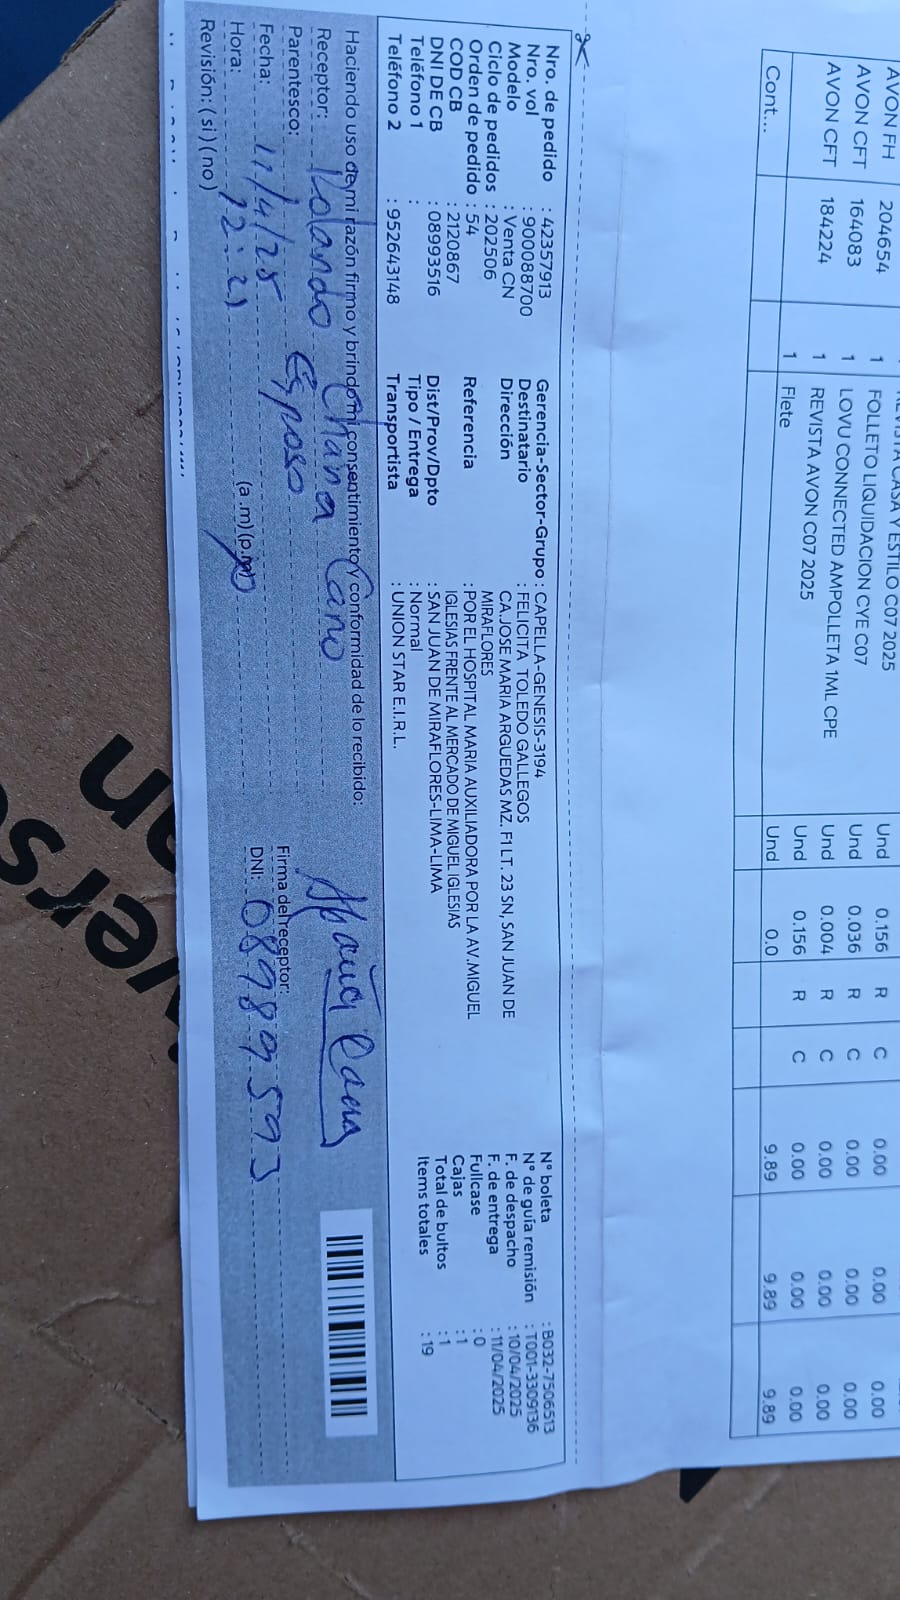 REVISTA CASA Y ESTILO C07 2025
AVON FH 204654 1 FOLLETO LIQUIDACION CYE C07 Und 0.156 R C 0.00 0.00 0.00
AVON CFT 164083 1 LOVU CONNECTED AMPOLLETA 1ML CPE Und 0.036 R C 0.00 0.00 0.00
AVON CFT 184224 1 REVISTA AVON C07 2025 Und 0.004 R C 0.00 0.00 0.00
1 Flete Und 0.156 R C 0.00 0.00 0.00
Cont... Und 0.0 9.89 9.89 9.89
Nro. de pedido : 42357913 Gerencia-Sector-Grupo : CAPELLA-GENESIS-3194 N° boleta : B032-7506513
Nro. vol : 900088700 Destinatario : FELICITA TOLEDO GALLEGOS N° de guía remisión : T001-3309136
Modelo : Venta CN Dirección CA.JOSE MARIA ARGUEDAS MZ. F1 LT. 23 SN, SAN JUAN DE F. de despacho : 10/04/2025
Ciclo de pedidos : 202506 MIRAFLORES F. de entrega : 11/04/2025
Orden de pedido : 54 Referencia : POR EL HOSPITAL MARIA AUXILIADORA POR LA AV.MIGUEL Fullcase : 0
COD CB : 2120867 IGLESIAS FRENTE AL MERCADO DE MIGUEL IGLESIAS Cajas : 1
DNI DE CB : 08993516 Dist/Prov/Dpto : SAN JUAN DE MIRAFLORES-LIMA-LIMA Total de bultos : 1
Teléfono 1 : Tipo / Entrega : Normal Items totales : 19
Teléfono 2 : 952643148 Transportista : UNION STAR E.I.R.L.
Haciendo uso de mi razón firmo y brindo mi consentimiento y conformidad de lo recibido:
Receptor: Rolando Chana Cano
Parentesco: Esposo Firma del receptor:
Fecha: 11/4/25 DNI: 08989593
Hora: 12:21 (a .m)(p.m)
Revisión: (si) (no)